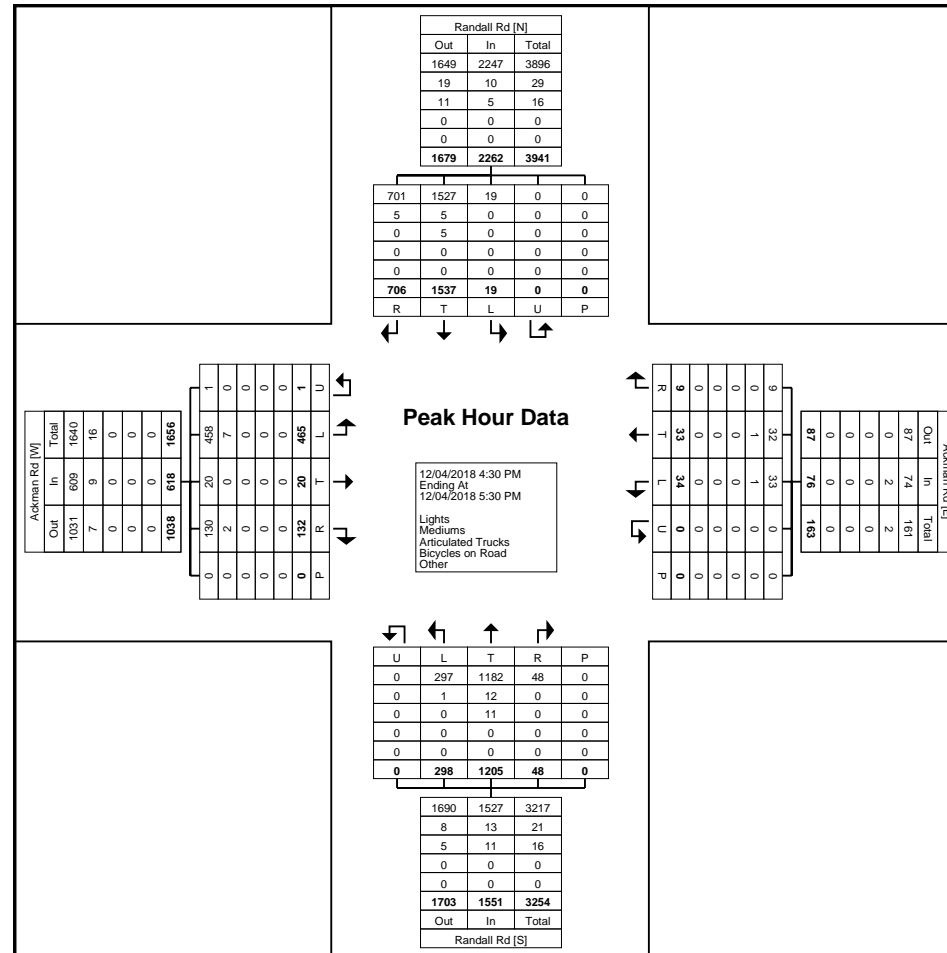 Randall Rd [N]
Out In Total
1649 2247 3896
19 10 29
11 5 16
0 0 0
0 0 0
1679 2262 3941
701 1527 19 0 0
5 5 0 0 0
0 5 0 0 0
0 0 0 0 0
0 0 0 0 0
706 1537 19 0 0
R T L U P
Ackman Rd [W]
Out In Total
1031 609 1640
7 9 16
0 0 0
0 0 0
0 0 0
1038 618 1656
0 130 20 458 1
0 2 0 7 0
0 0 0 0 0
0 0 0 0 0
0 0 0 0 0
0 132 20 465 1
P R T L U
Peak Hour Data
12/04/2018 4:30 PM
Ending At
12/04/2018 5:30 PM
Lights
Mediums
Articulated Trucks
Bicycles on Road
Other
Ackman Rd [E]
Out In Total
87 74 161
0 2 2
0 0 0
0 0 0
0 0 0
87 76 163
9 32 33 0 0
0 1 1 0 0
0 0 0 0 0
0 0 0 0 0
0 0 0 0 0
9 33 34 0 0
R T L U P
U L T R P
0 297 1182 48 0
0 1 12 0 0
0 0 11 0 0
0 0 0 0 0
0 0 0 0 0
0 298 1205 48 0
1690 1527 3217
8 13 21
5 11 16
0 0 0
0 0 0
1703 1551 3254
Out In Total
Randall Rd [S]